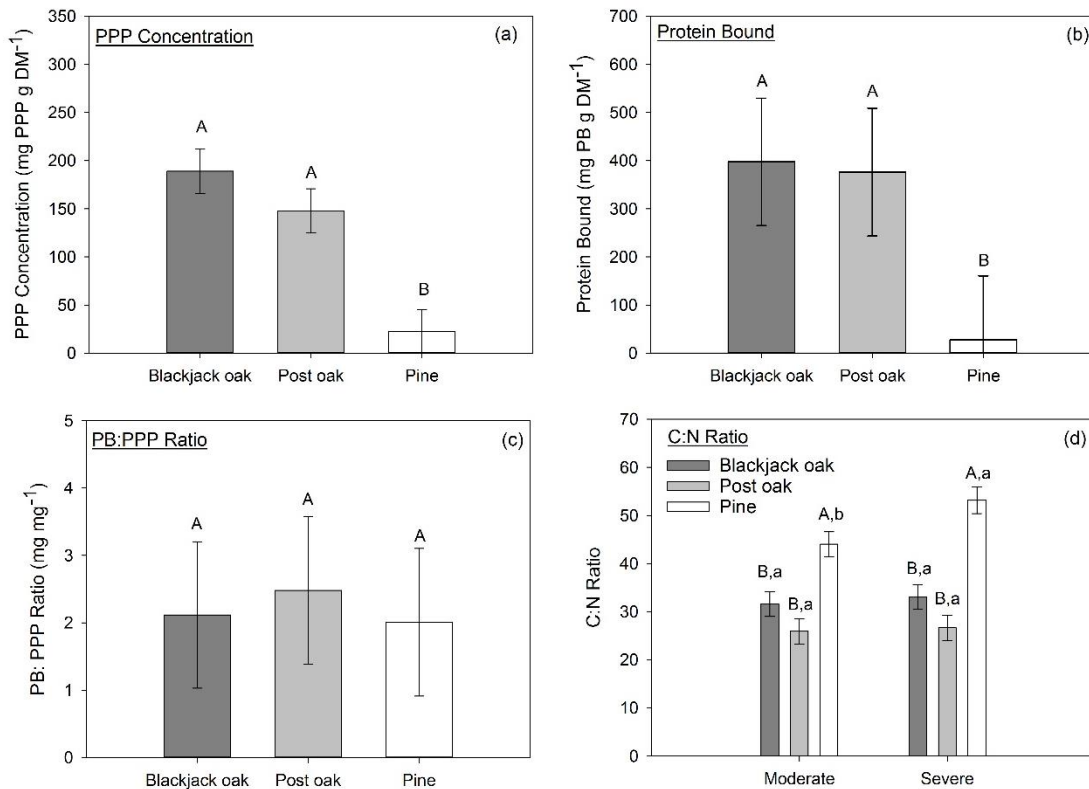 PPP Concentration
(a)
PPP Concentration (mg PPP g DM⁻¹)
350
300
250
200
150
100
50
0
A
A
B
Blackjack oak Post oak Pine
Protein Bound
(b)
Protein Bound (mg PB g DM⁻¹)
700
600
500
400
300
200
100
0
A
A
B
Blackjack oak Post oak Pine
PB:PPP Ratio
(c)
PB: PPP Ratio (mg mg⁻¹)
5
4
3
2
1
0
A
A
A
Blackjack oak Post oak Pine
C:N Ratio
(d)
Blackjack oak
Post oak
Pine
C:N Ratio
70
60
50
40
30
20
10
0
B,a
B,a
A,b
B,a
B,a
A,a
Moderate Severe